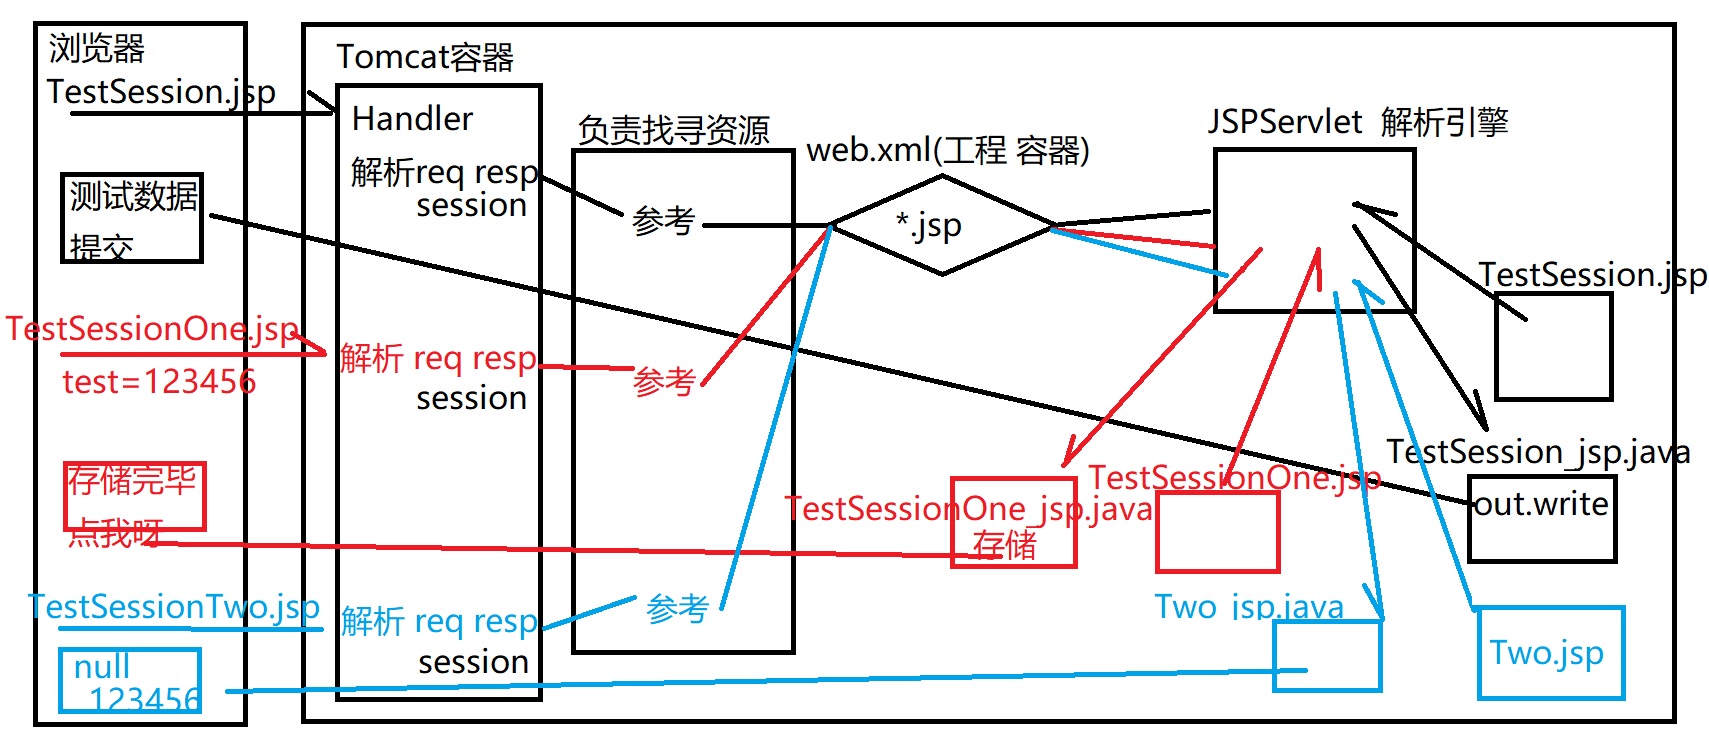 浏览器
TestSession.jsp
测试数据
提交
TestSessionOne.jsp
test=123456
存储完毕
点我呀
TestSessionTwo.jsp
null
123456
Tomcat容器
Handler
解析req resp
session
解析 req resp
session
解析 req resp
session
负责找寻资源
参考
参考
参考
web.xml(工程 容器)
*.jsp
JSPServlet 解析引擎
TestSession.jsp
TestSession_jsp.java
out.write
TestSessionOne.jsp
TestSessionOne_jsp.java
存储
Two_jsp.java
Two.jsp